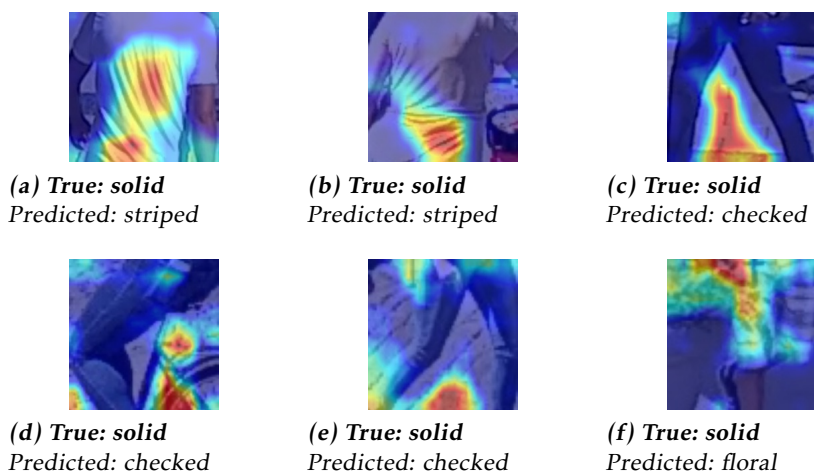 (a) True: solid
Predicted: striped
(b) True: solid
Predicted: striped
(c) True: solid
Predicted: checked
(d) True: solid
Predicted: checked
(e) True: solid
Predicted: checked
(f) True: solid
Predicted: floral